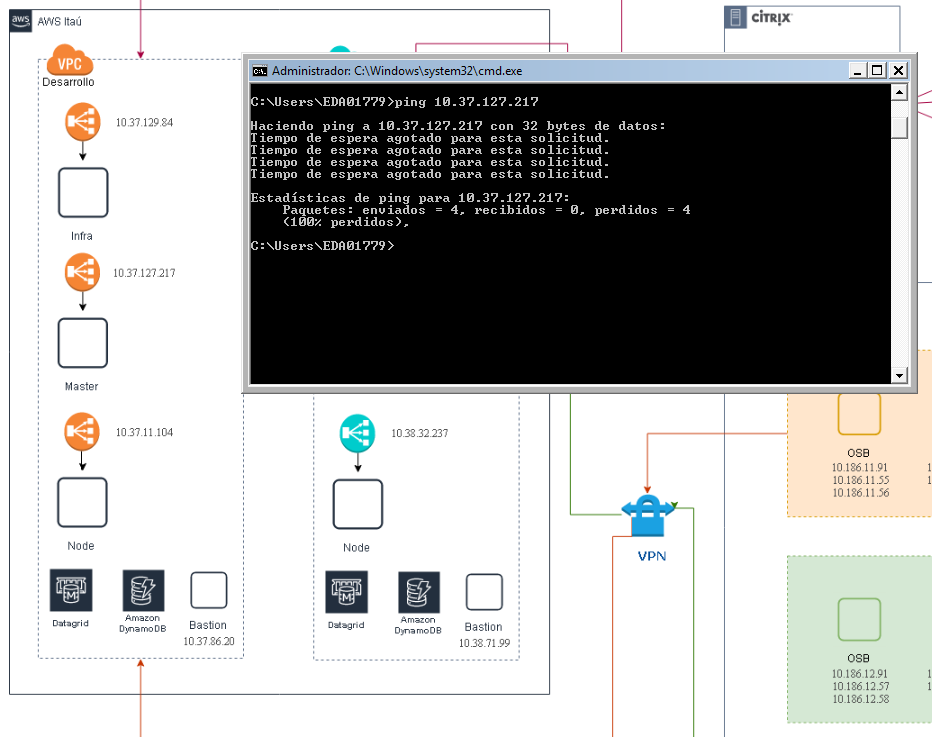 aws
AWS Itaú
VPC
Desarrollo
10.37.129.84
Infra
10.37.127.217
Master
10.37.11.104
Node
Datagrid
Amazon
DynamoDB
Bastion
10.37.86.20
CITRIX
Administrador: C:\Windows\system32\cmd.exe
C:\Users\EDA01779>ping 10.37.127.217
Haciendo ping a 10.37.127.217 con 32 bytes de datos:
Tiempo de espera agotado para esta solicitud.
Tiempo de espera agotado para esta solicitud.
Tiempo de espera agotado para esta solicitud.
Tiempo de espera agotado para esta solicitud.
Estadísticas de ping para 10.37.127.217:
Paquetes: enviados = 4, recibidos = 0, perdidos = 4
(100% perdidos),
C:\Users\EDA01779>
10.38.32.237
Node
Datagrid
Amazon
DynamoDB
Bastion
10.38.71.99
VPN
OSB
10.186.11.91
10.186.11.55
10.186.11.56
OSB
10.186.12.91
10.186.12.57
10.186.12.58